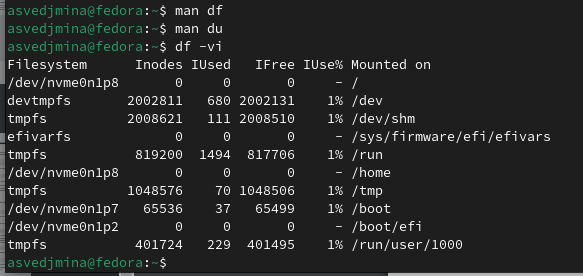 asvedjmina@fedora:~$ man df
asvedjmina@fedora:~$ man du
asvedjmina@fedora:~$ df -vi
Filesystem      Inodes IUsed   IFree IUse% Mounted on
/dev/nvme0n1p8       0     0       0     - /
devtmpfs       2002811   680 2002131    1% /dev
tmpfs          2008621   111 2008510    1% /dev/shm
efivarfs             0     0       0     - /sys/firmware/efi/efivars
tmpfs           819200  1494  817706    1% /run
/dev/nvme0n1p8       0     0       0     - /home
tmpfs          1048576    70 1048506    1% /tmp
/dev/nvme0n1p7   65536    37   65499    1% /boot
/dev/nvme0n1p2       0     0       0     - /boot/efi
tmpfs           401724   229  401495    1% /run/user/1000
asvedjmina@fedora:~$